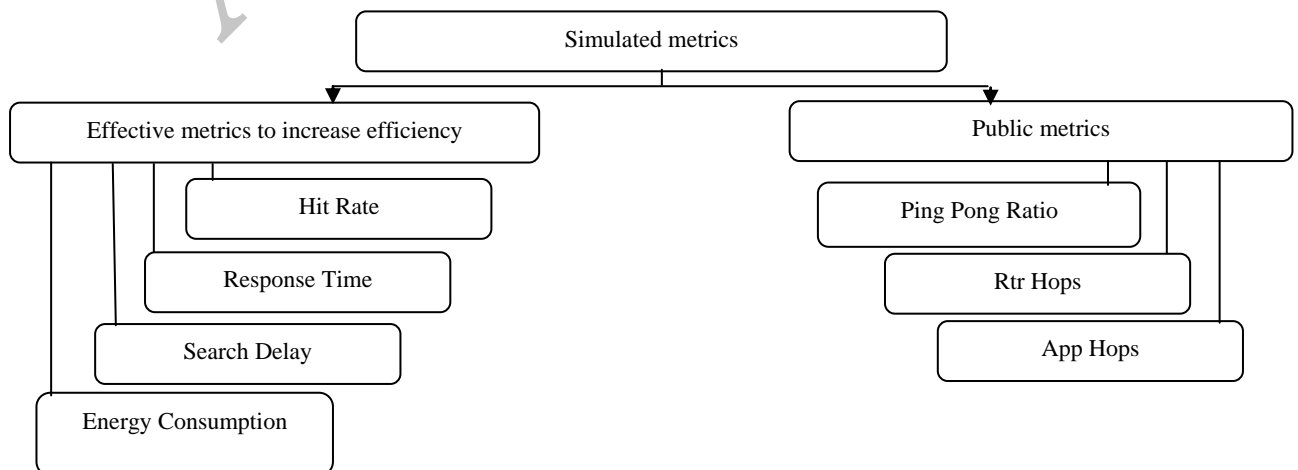 Simulated metrics
Effective metrics to increase efficiency
Public metrics
Hit Rate
Ping Pong Ratio
Response Time
Rtr Hops
Search Delay
App Hops
Energy Consumption